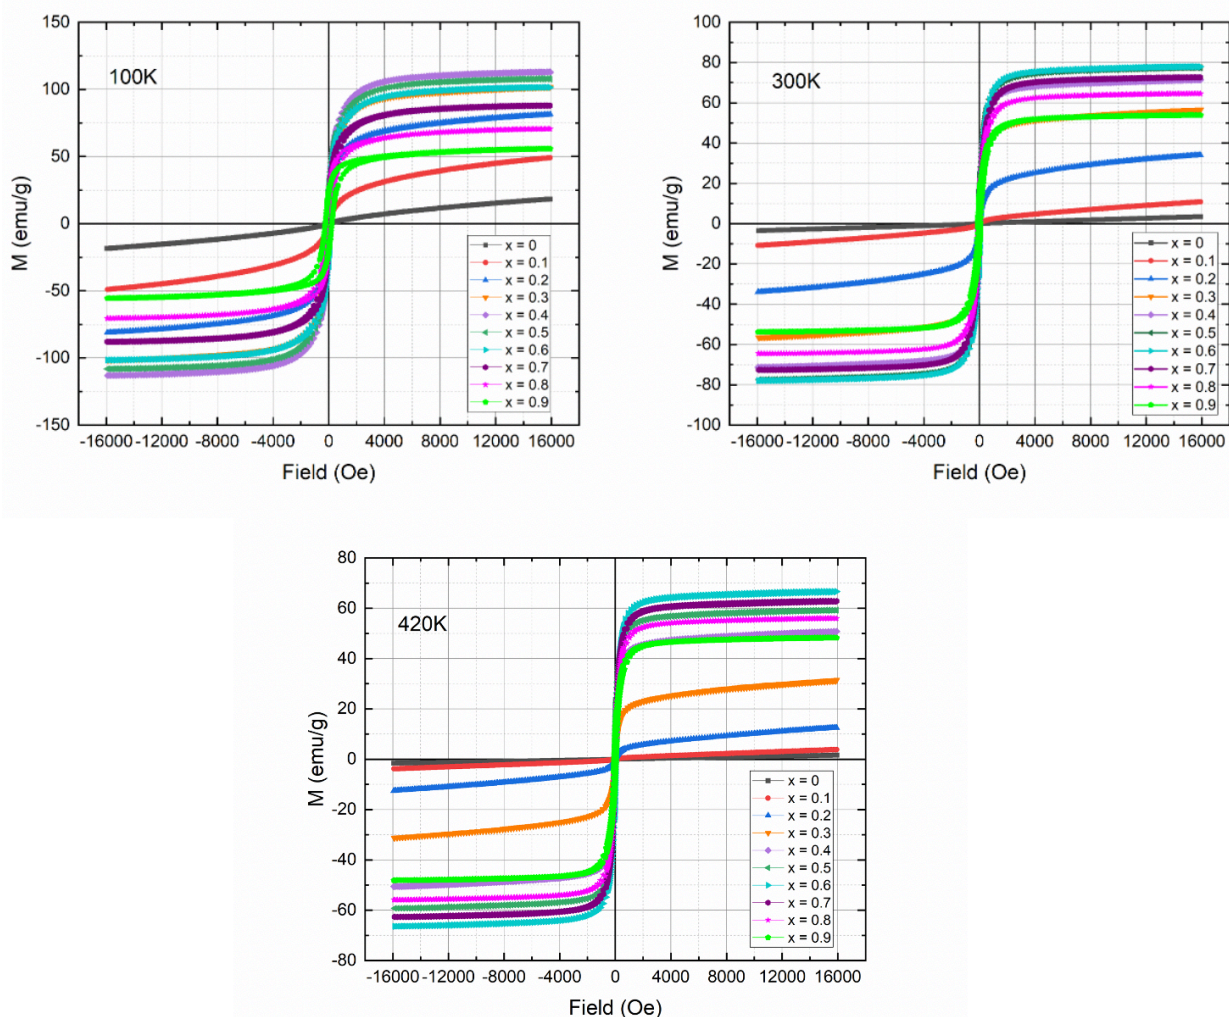 150
100K
100
50
0
-50
-100
-150
M (emu/g)
x = 0
x = 0.1
x = 0.2
x = 0.3
x = 0.4
x = 0.5
x = 0.6
x = 0.7
x = 0.8
x = 0.9
-16000 -12000 -8000 -4000 0 4000 8000 12000 16000
Field (Oe)
100
300K
80
60
40
20
0
-20
-40
-60
-80
-100
M (emu/g)
x = 0
x = 0.1
x = 0.2
x = 0.3
x = 0.4
x = 0.5
x = 0.6
x = 0.7
x = 0.8
x = 0.9
-16000 -12000 -8000 -4000 0 4000 8000 12000 16000
Field (Oe)
80
420K
60
40
20
0
-20
-40
-60
-80
M (emu/g)
x = 0
x = 0.1
x = 0.2
x = 0.3
x = 0.4
x = 0.5
x = 0.6
x = 0.7
x = 0.8
x = 0.9
-16000 -12000 -8000 -4000 0 4000 8000 12000 16000
Field (Oe)